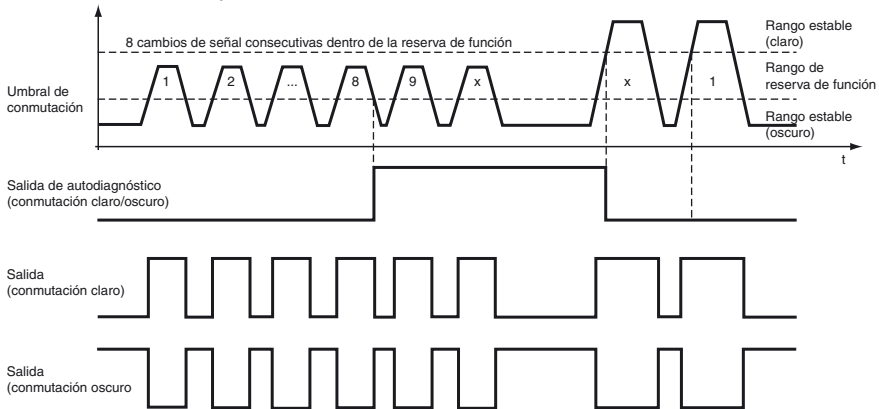 8 cambios de señal consecutivas dentro de la reserva de función
Rango estable
(claro)
Rango de
reserva de función
Rango estable
(oscuro)
Umbral de
conmutación
1
2
...
8
9
x
x
1
t
Salida de autodiagnóstico
(conmutación claro/oscuro)
Salida
(conmutación claro)
Salida
(conmutación oscuro